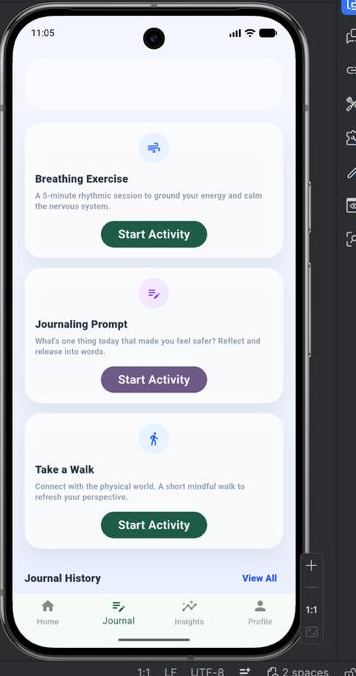 11:05
Breathing Exercise
A 5-minute rhythmic session to ground your energy and calm
the nervous system.
Start Activity
Journaling Prompt
What's one thing today that made you feel safer? Reflect and
release into words.
Start Activity
Take a Walk
Connect with the physical world. A short mindful walk to
refresh your perspective.
Start Activity
Journal History View All
Home Journal Insights Profile
1:1
1:1 LF UTF-8 2 spaces